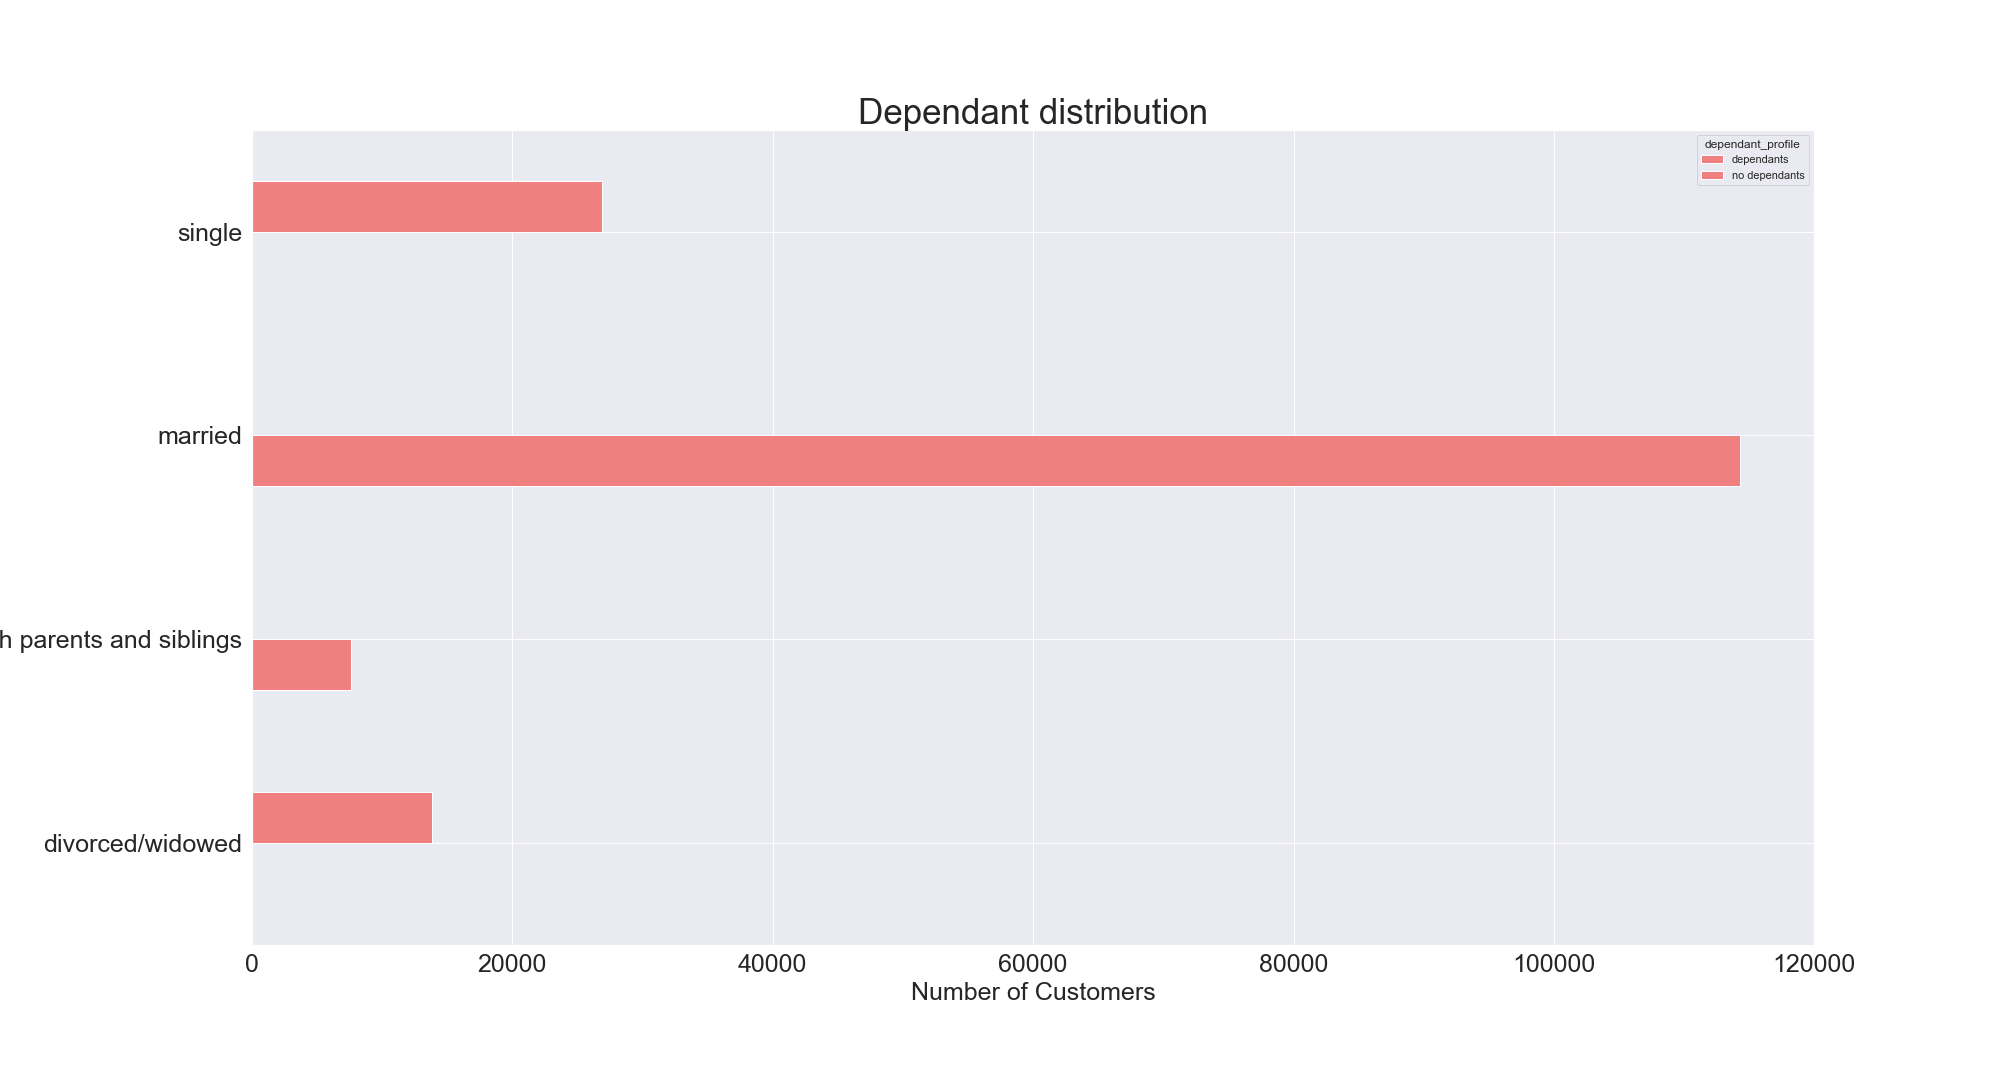 Dependant distribution
dependant_profile
dependants
no dependants
single
married
h parents and siblings
divorced/widowed
0 20000 40000 60000 80000 100000 120000
Number of Customers